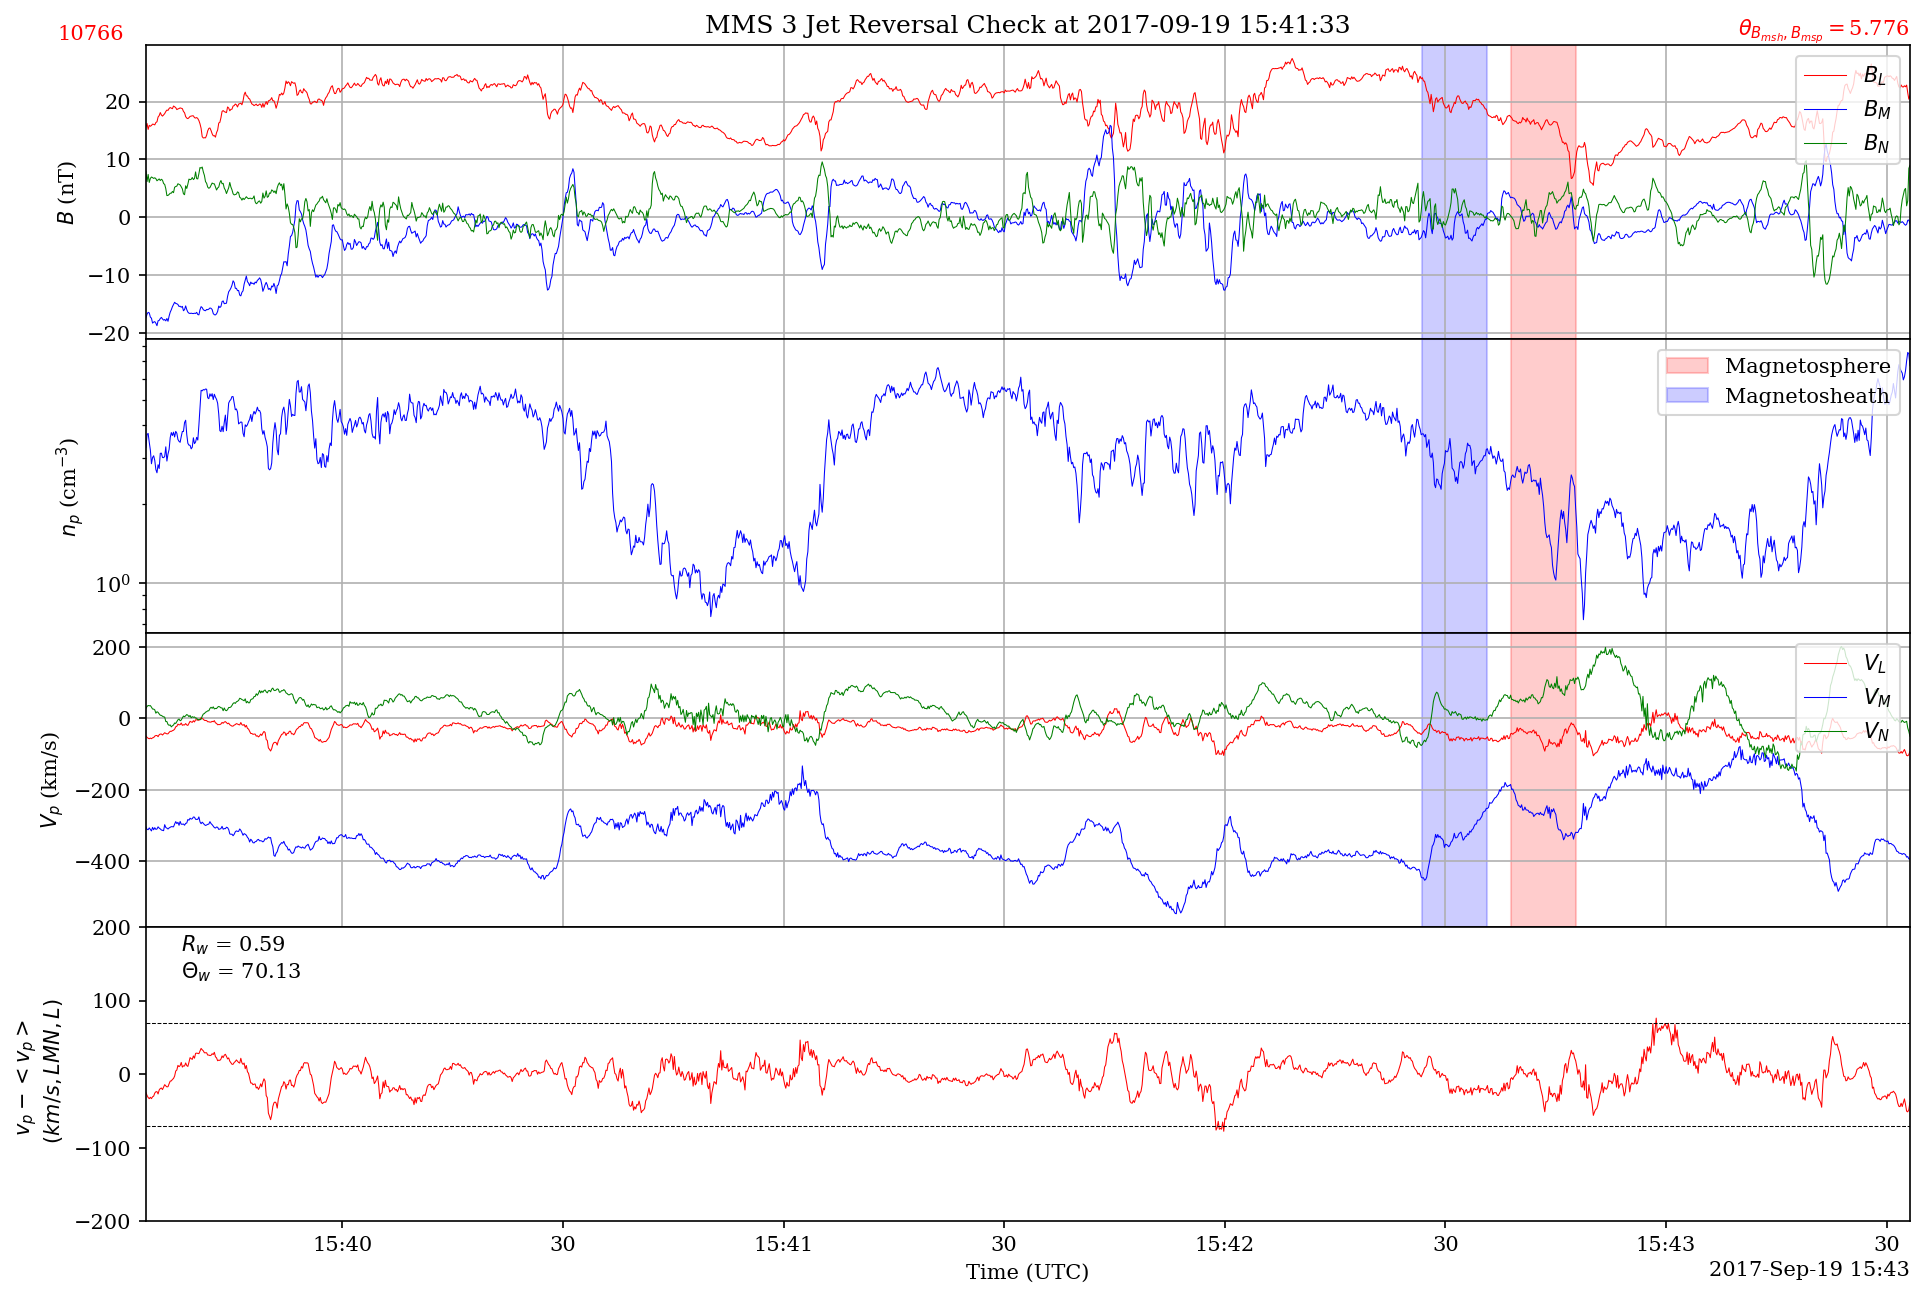 10766
MMS 3 Jet Reversal Check at 2017-09-19 15:41:33
θ_{B_{msh}, B_{msp}} = 5.776
20
10
0
−10
−20
B (nT)
B_L
B_M
B_N
10^0
n_p (cm^{−3})
Magnetosphere
Magnetosheath
200
0
−200
−400
V_p (km/s)
V_L
V_M
V_N
200
100
0
−100
−200
v_p − < v_p >
(km/s, LMN, L)
R_w = 0.59
Θ_w = 70.13
15:40
30
15:41
30
15:42
30
15:43
30
Time (UTC)
2017-Sep-19 15:43